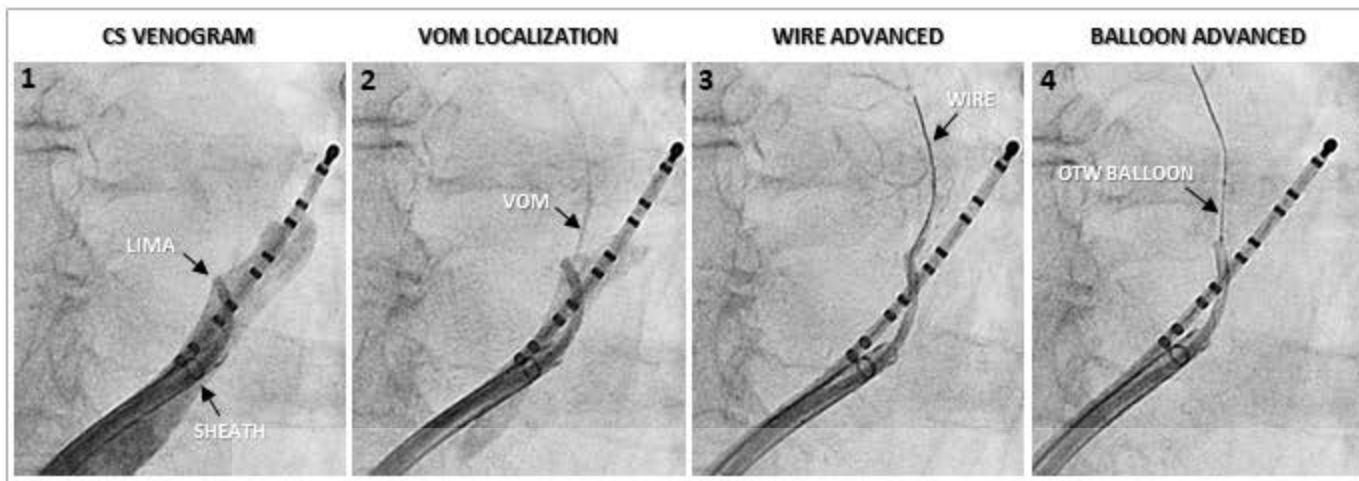 CS VENOGRAM
VOM LOCALIZATION
WIRE ADVANCED
BALLOON ADVANCED
1
LIMA
SHEATH
2
VOM
3
WIRE
4
OTW BALLOON